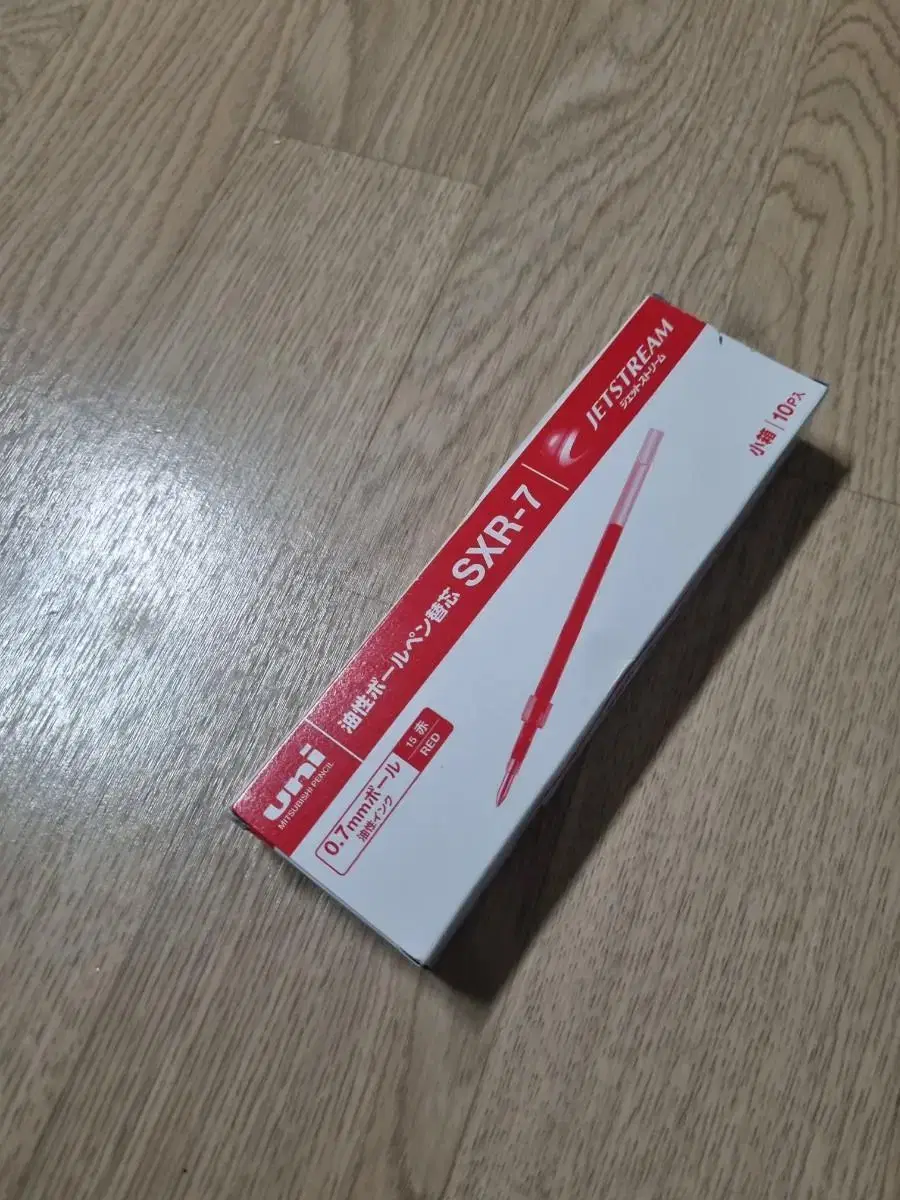 uni
MITSUBISHI PENCIL
油性ボールペン替芯 SXR-7
JETSTREAM
ジェットストリーム
0.7mmボール
油性インク
15 赤
RED
小箱 10P入